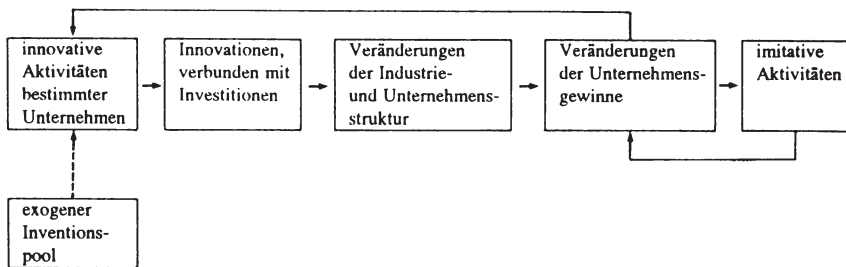 innovative
Aktivitäten
bestimmter
Unternehmen
Innovationen,
verbunden mit
Investitionen
Veränderungen
der Industrie-
und Unternehmens-
struktur
Veränderungen
der Unternehmens-
gewinne
imitative
Aktivitäten
exogener
Inventions-
pool